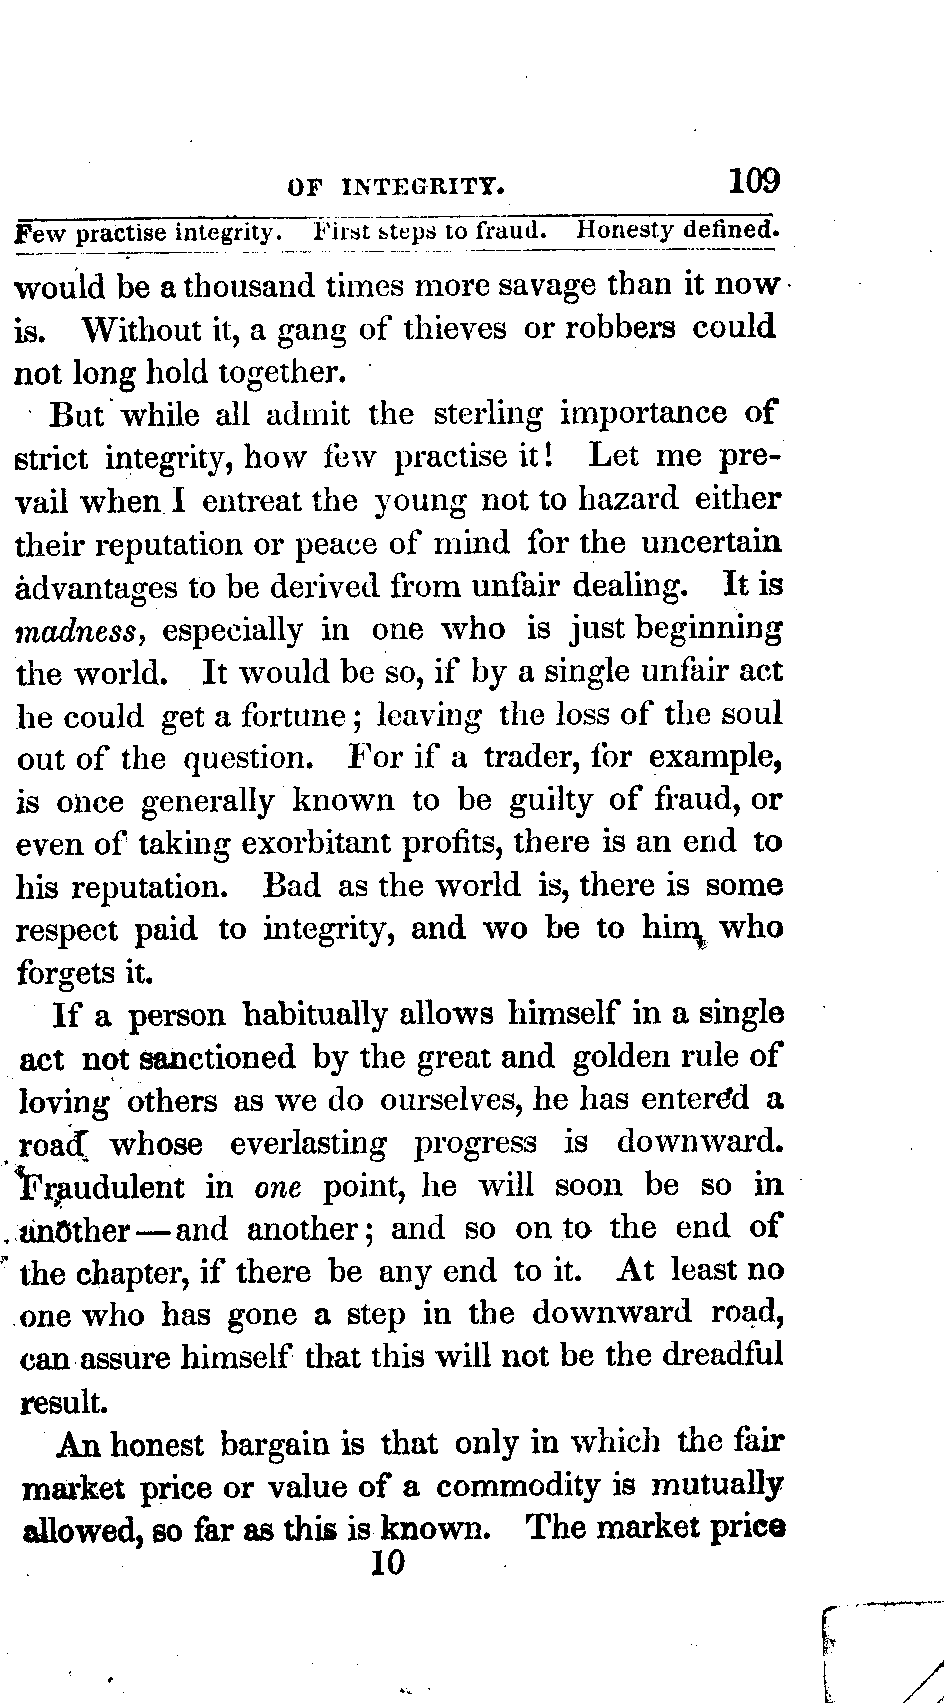 OF INTEGRITY. 109
Few practise integrity. First steps to fraud. Honesty defined.
would be a thousand times more savage than it now
is. Without it, a gang of thieves or robbers could
not long hold together.
But while all admit the sterling importance of
strict integrity, how few practise it! Let me pre-
vail when I entreat the young not to hazard either
their reputation or peace of mind for the uncertain
advantages to be derived from unfair dealing. It is
madness, especially in one who is just beginning
the world. It would be so, if by a single unfair act
he could get a fortune; leaving the loss of the soul
out of the question. For if a trader, for example,
is once generally known to be guilty of fraud, or
even of taking exorbitant profits, there is an end to
his reputation. Bad as the world is, there is some
respect paid to integrity, and wo be to him who
forgets it.
If a person habitually allows himself in a single
act not sanctioned by the great and golden rule of
loving others as we do ourselves, he has entered a
road whose everlasting progress is downward.
Fraudulent in one point, he will soon be so in
another—and another; and so on to the end of
the chapter, if there be any end to it. At least no
one who has gone a step in the downward road,
can assure himself that this will not be the dreadful
result.
An honest bargain is that only in which the fair
market price or value of a commodity is mutually
allowed, so far as this is known. The market price
10